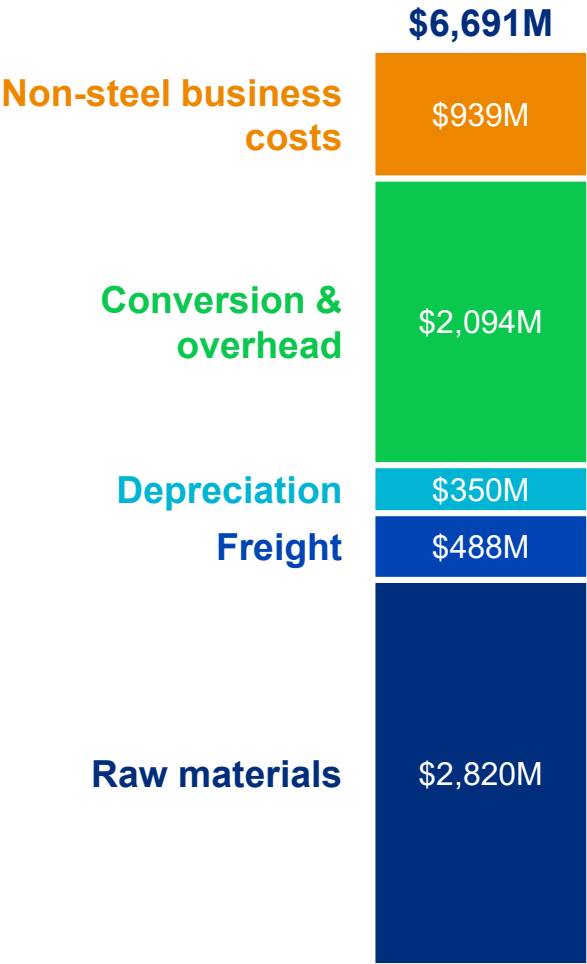 $6,691M
Non-steel business
costs
$939M
Conversion &
overhead
$2,094M
Depreciation
$350M
Freight
$488M
Raw materials
$2,820M